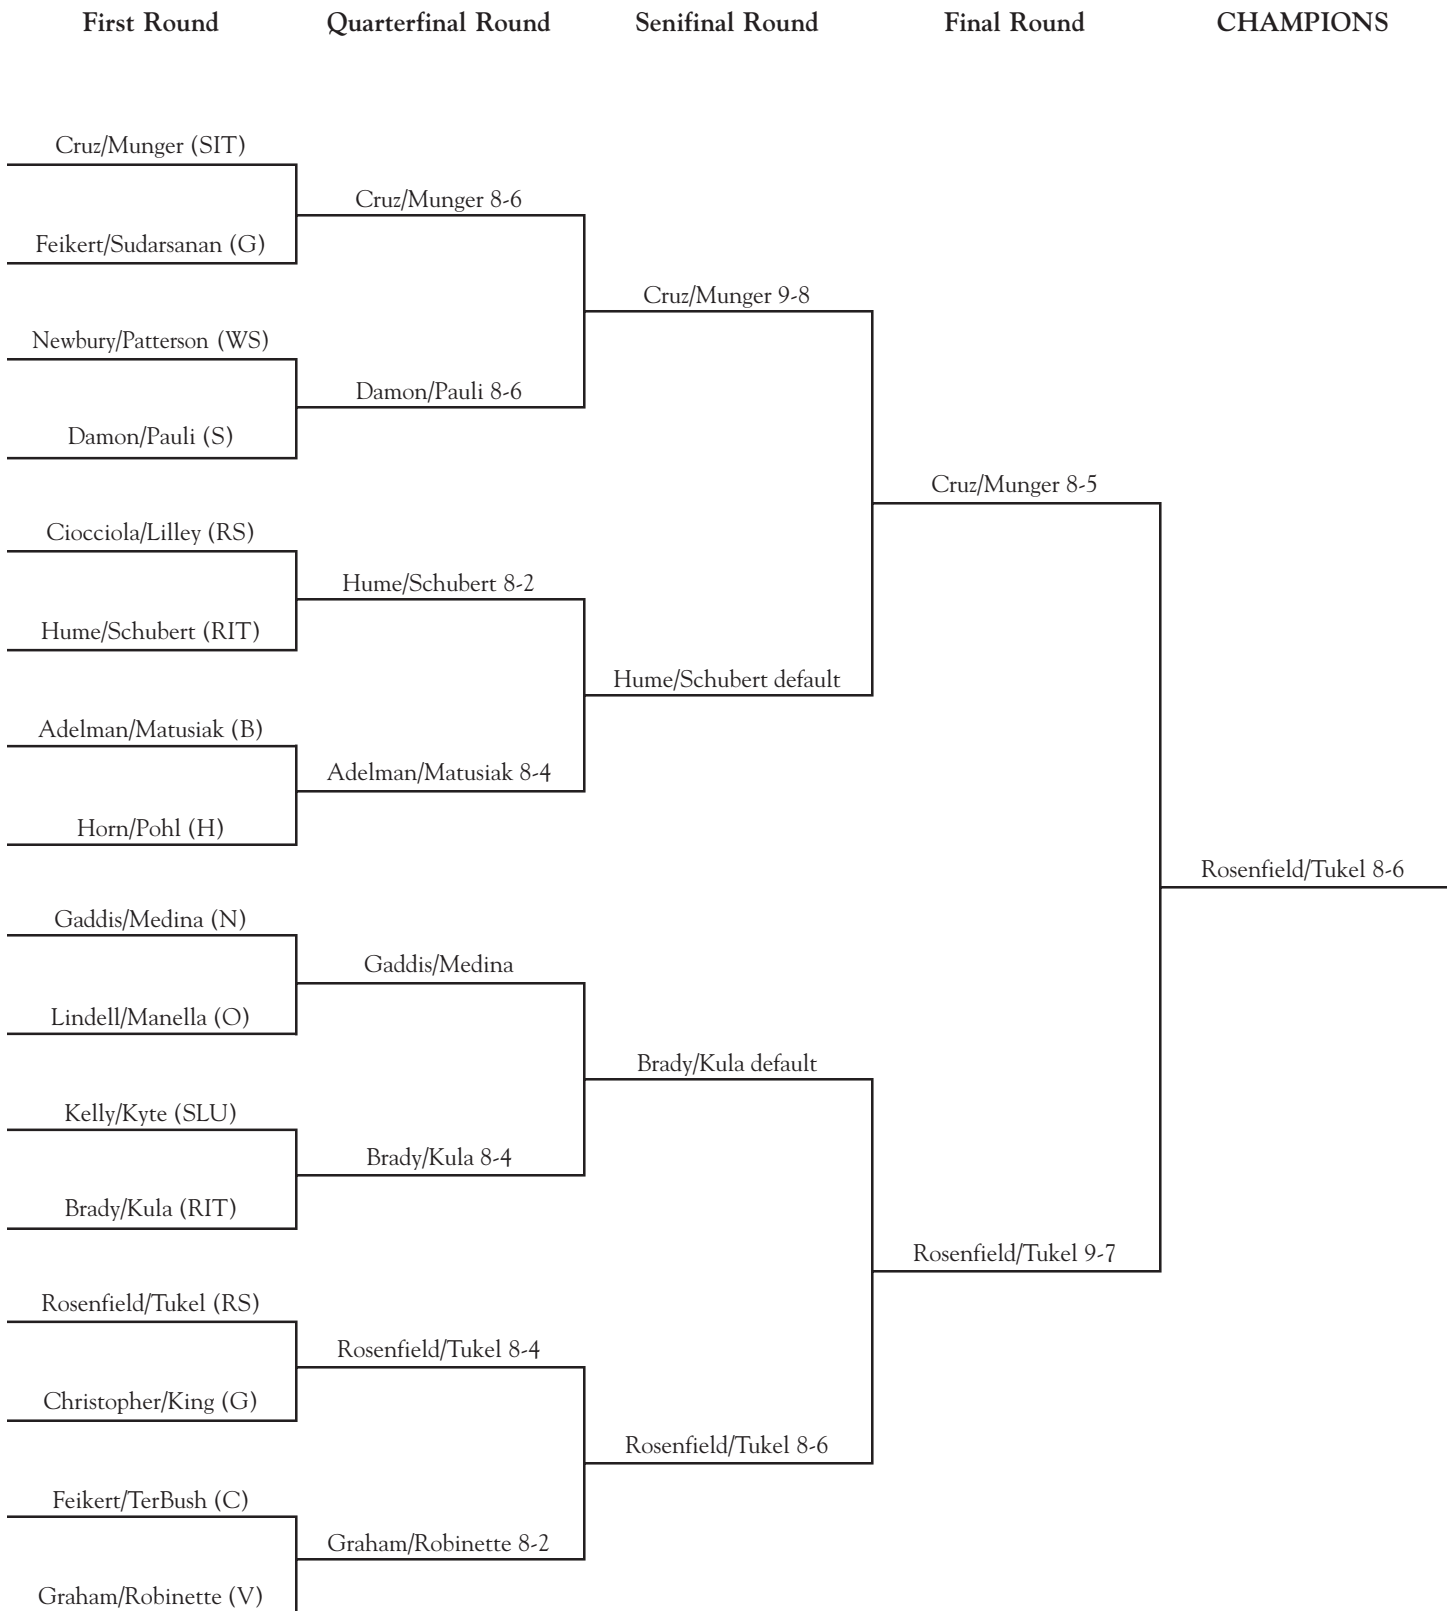 First Round Quarterfinal Round Senifinal Round Final Round CHAMPIONS
Cruz/Munger (SIT)
Feikert/Sudarsanan (G)
Newbury/Patterson (WS)
Damon/Pauli (S)
Ciocciola/Lilley (RS)
Hume/Schubert (RIT)
Adelman/Matusiak (B)
Horn/Pohl (H)
Gaddis/Medina (N)
Lindell/Manella (O)
Kelly/Kyte (SLU)
Brady/Kula (RIT)
Rosenfield/Tukel (RS)
Christopher/King (G)
Feikert/TerBush (C)
Graham/Robinette (V)
Cruz/Munger 8-6
Damon/Pauli 8-6
Hume/Schubert 8-2
Adelman/Matusiak 8-4
Gaddis/Medina
Brady/Kula 8-4
Rosenfield/Tukel 8-4
Graham/Robinette 8-2
Cruz/Munger 9-8
Hume/Schubert default
Brady/Kula default
Rosenfield/Tukel 8-6
Cruz/Munger 8-5
Rosenfield/Tukel 9-7
Rosenfield/Tukel 8-6